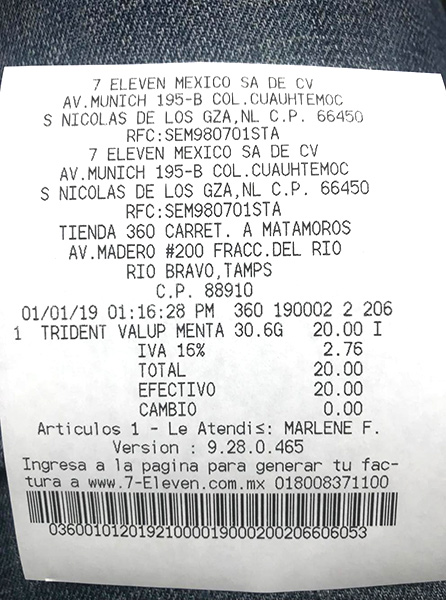 7 ELEVEN MEXICO SA DE CV
AV.MUNICH 195-B COL.CUAUHTEMOC
S NICOLAS DE LOS GZA,NL C.P. 66450
RFC:SEM980701STA
7 ELEVEN MEXICO SA DE CV
AV.MUNICH 195-B COL.CUAUHTEMOC
S NICOLAS DE LOS GZA,NL C.P. 66450
RFC:SEM980701STA
TIENDA 360 CARRET. A MATAMOROS
AV.MADERO #200 FRACC.DEL RIO
RIO BRAVO,TAMPS
C.P. 88910
01/01/19 01:16:28 PM 360 190002 2 206
1 TRIDENT VALUP MENTA 30.6G 20.00 I
IVA 16% 2.76
TOTAL 20.00
EFECTIVO 20.00
CAMBIO 0.00
Articulos 1 - Le Atendi≤: MARLENE F.
Version : 9.28.0.465
Ingresa a la pagina para generar tu fac-
tura a www.7-Eleven.com.mx 018008371100
03600101201921000019000200206606053